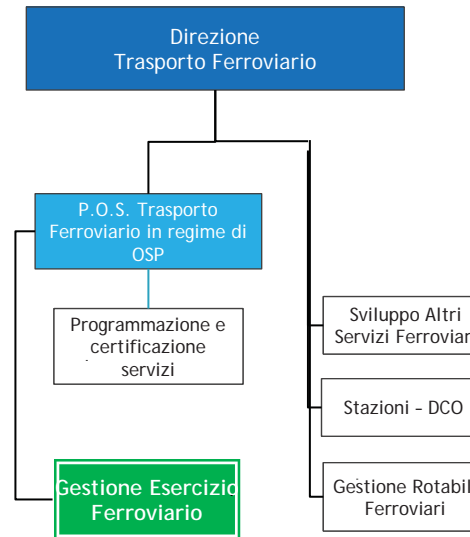 Direzione
Trasporto Ferroviario
P.O.S. Trasporto
Ferroviario in regime di
OSP
Programmazione e
certificazione
servizi
Sviluppo Altri
Servizi Ferroviar
Stazioni - DCO
Gestione Esercizio
Ferroviario
Gestione Rotabil
Ferroviari